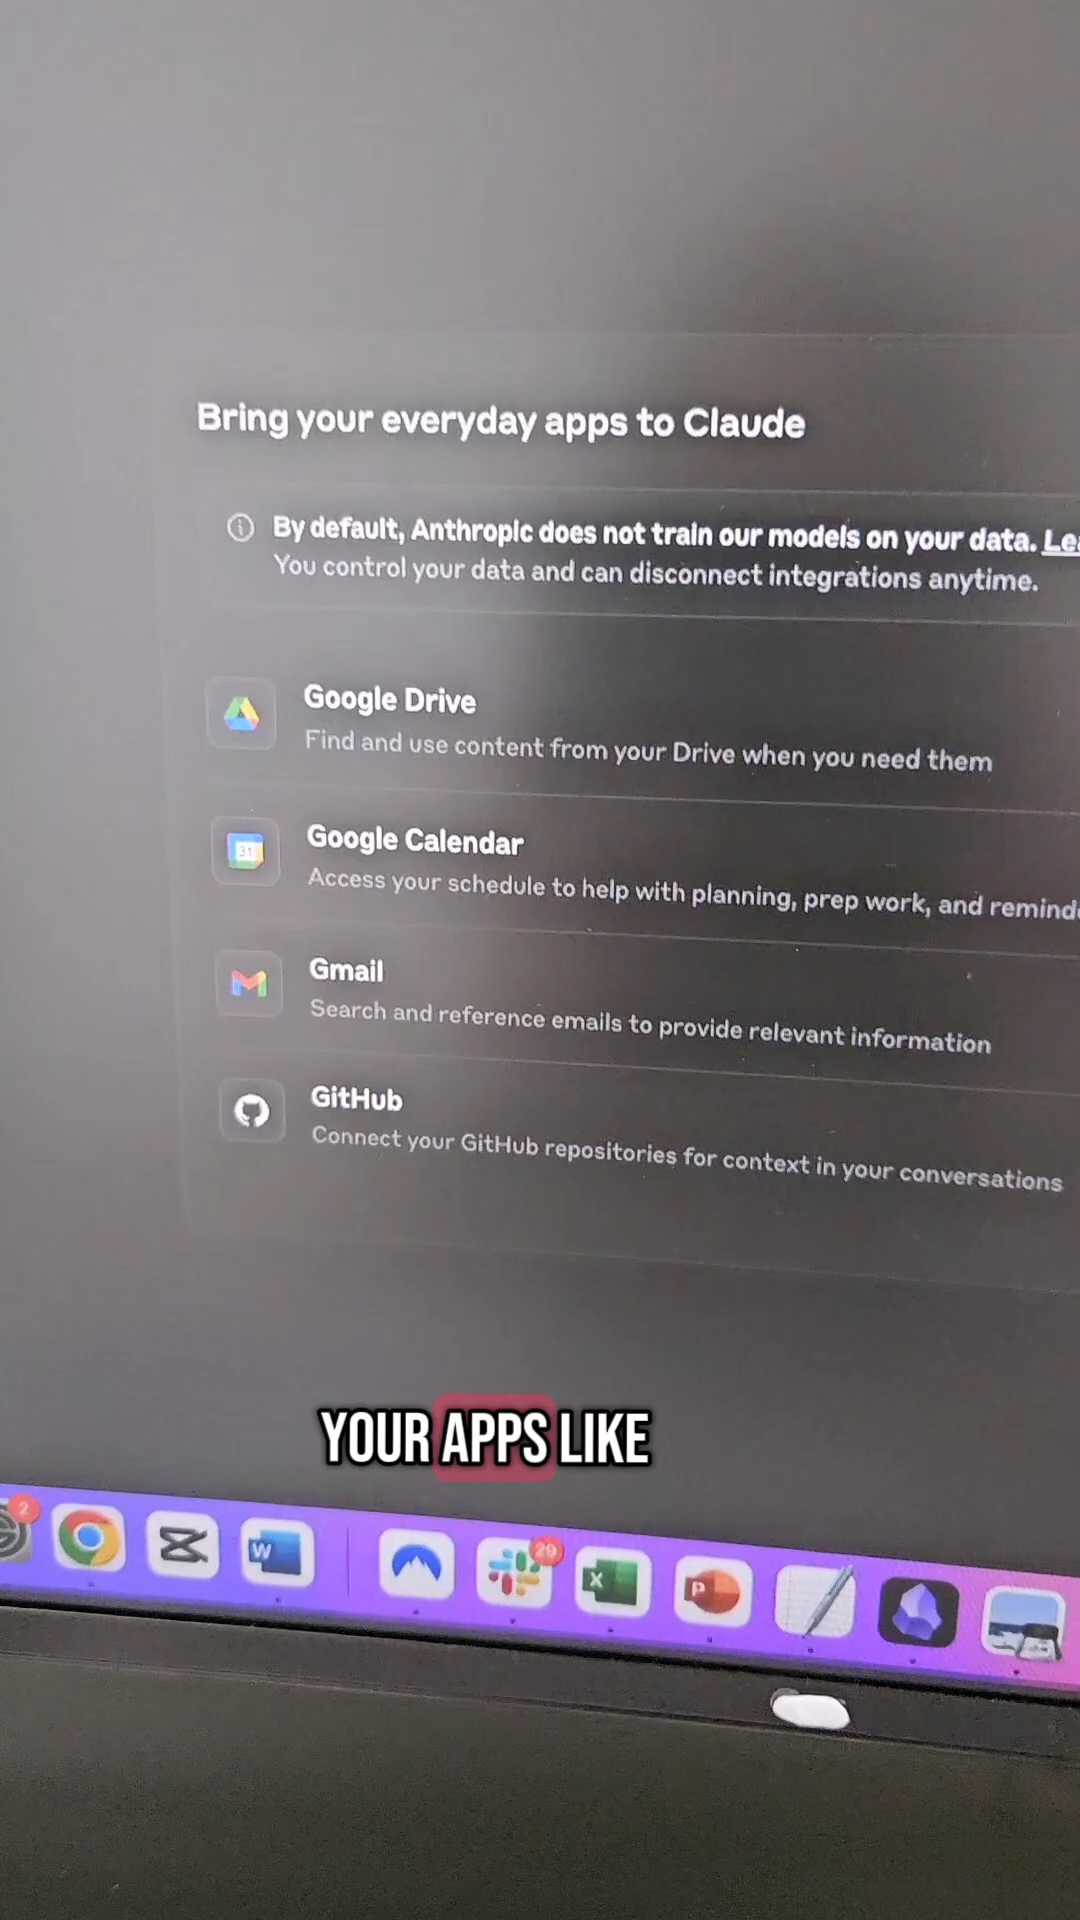 Bring your everyday apps to Claude
By default, Anthropic does not train our models on your data.
You control your data and can disconnect integrations anytime.
Google Drive
Find and use content from your Drive when you need them
31
Google Calendar
Access your schedule to help with planning, prep work, and
Gmail
Search and reference emails to provide relevant information
GitHub
Connect your GitHub repositories for context in your conversations
YOUR APPS LIKE
2
W
29
X
P